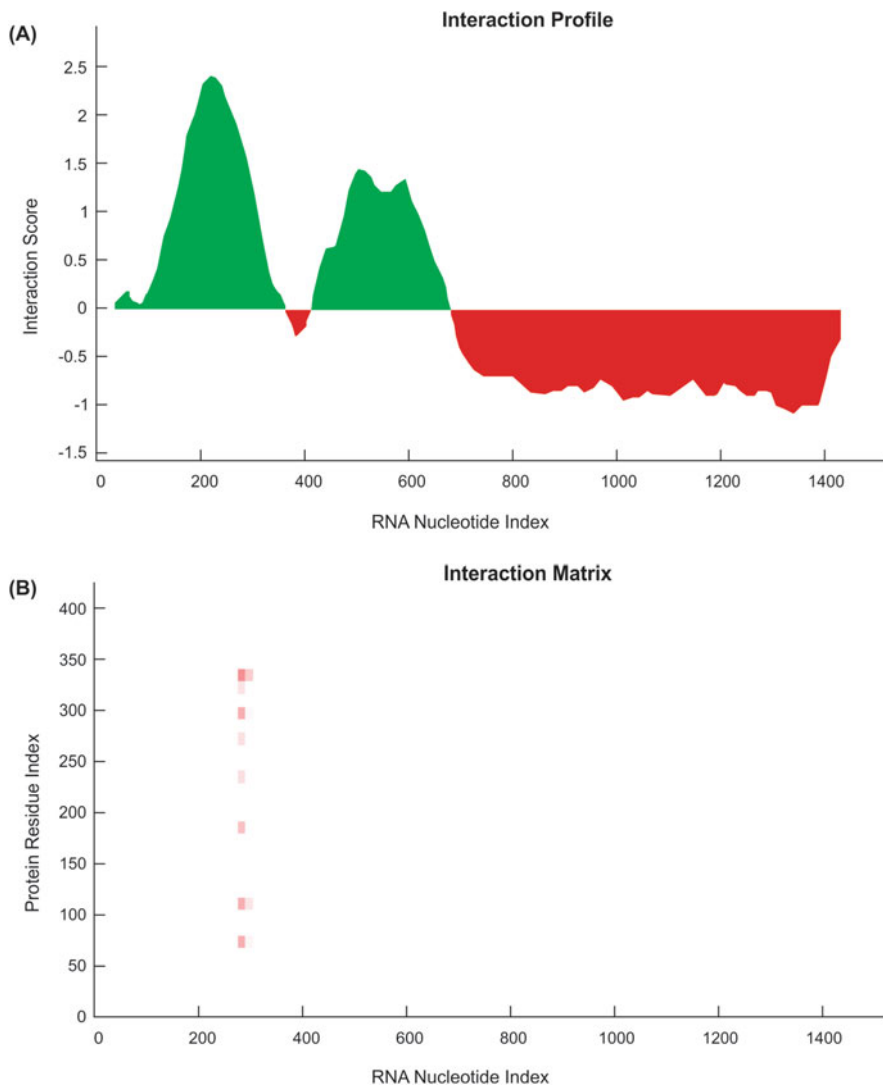 (A)
Interaction Profile
2.5
2
1.5
1
0.5
0
-0.5
-1
-1.5
Interaction Score
0 200 400 600 800 1000 1200 1400
RNA Nucleotide Index
(B)
Interaction Matrix
400
350
300
250
200
150
100
50
0
Protein Residue Index
0 200 400 600 800 1000 1200 1400
RNA Nucleotide Index